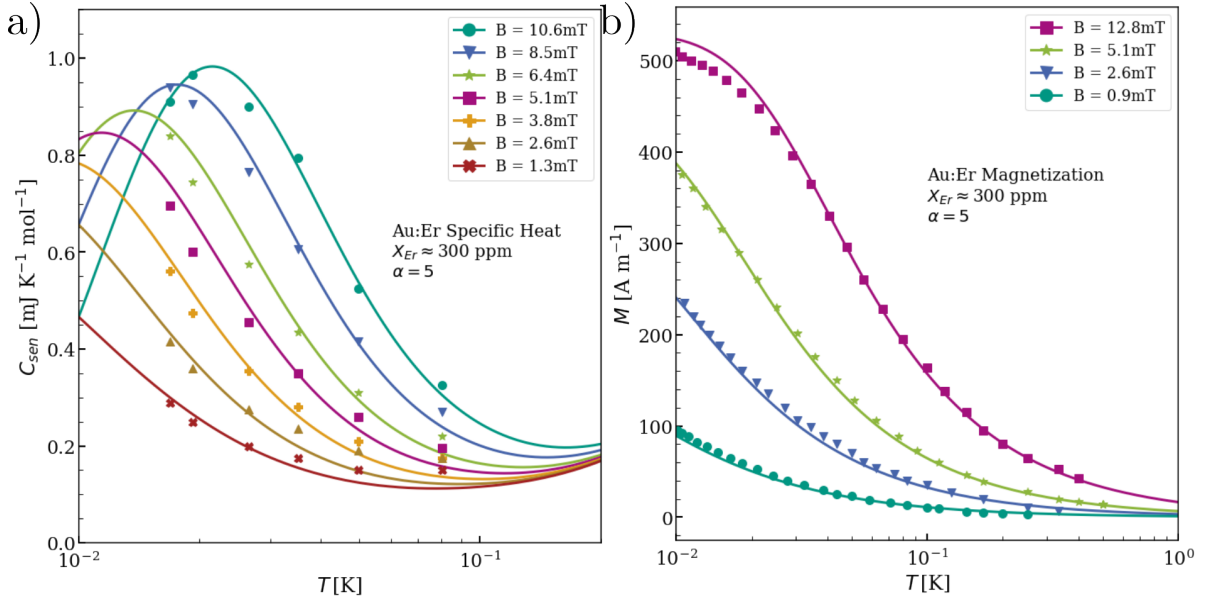 a)
B = 10.6mT
B = 8.5mT
B = 6.4mT
B = 5.1mT
B = 3.8mT
B = 2.6mT
B = 1.3mT
Au:Er Specific Heat
X_Er ≈ 300 ppm
α = 5
C_sen [mJ K⁻¹ mol⁻¹]
1.0
0.8
0.6
0.4
0.2
0.0
10⁻²
10⁻¹
T [K]
b)
B = 12.8mT
B = 5.1mT
B = 2.6mT
B = 0.9mT
Au:Er Magnetization
X_Er ≈ 300 ppm
α = 5
M [A m⁻¹]
500
400
300
200
100
0
10⁻²
10⁻¹
10⁰
T [K]